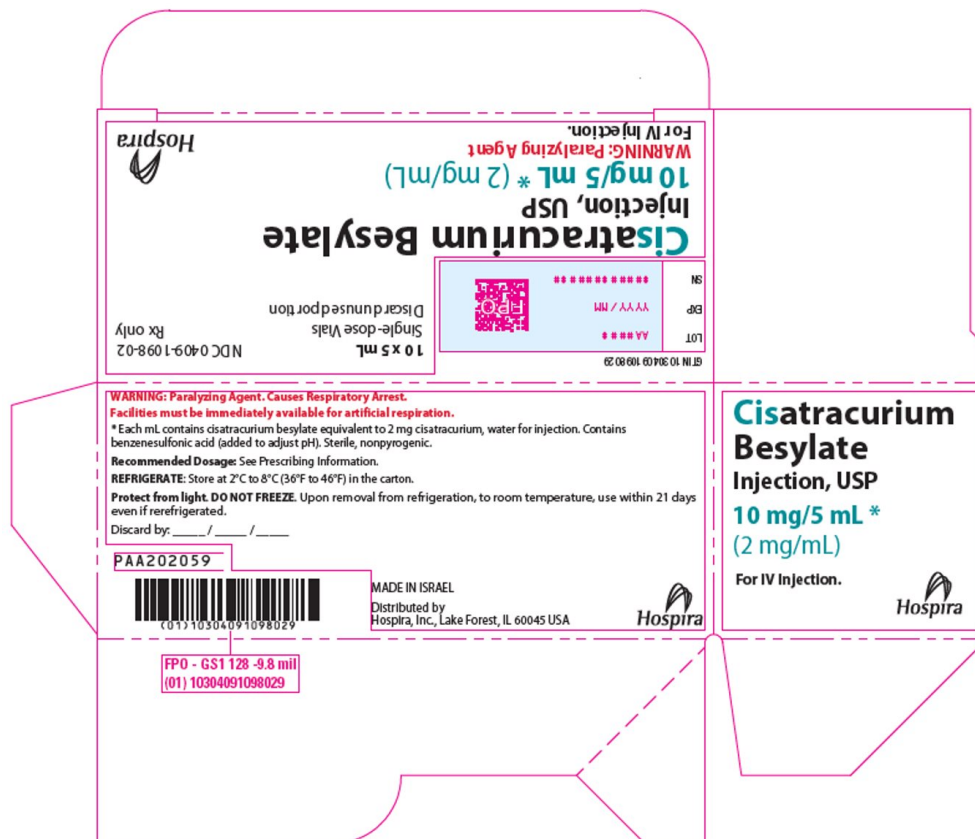 Hospira
NDC 0409-1098-02
Rx only
10 x 5 mL
Single-dose Vials
Discard unused portion
Cisatracurium Besylate
Injection, USP
10 mg/5 mL * (2 mg/mL)
WARNING: Paralyzing Agent
For IV Injection.
GTIN 10 30409 109 80 29
LOT AA####
EXP YYYY/MM
SN ############
FPO
WARNING: Paralyzing Agent. Causes Respiratory Arrest.
Facilities must be immediately available for artificial respiration.
* Each mL contains cisatracurium besylate equivalent to 2 mg cisatracurium, water for injection. Contains
benzenesulfonic acid (added to adjust pH). Sterile, nonpyrogenic.
Recommended Dosage: See Prescribing Information.
REFRIGERATE: Store at 2°C to 8°C (36°F to 46°F) in the carton.
Protect from light. DO NOT FREEZE. Upon removal from refrigeration, to room temperature, use within 21 days
even if rerefrigerated.
Discard by: _____ / _____ /_____
PAA202059
(01)10304091098029
MADE IN ISRAEL
Distributed by
Hospira, Inc., Lake Forest, IL 60045 USA
Hospira
FPO - GS1 128 -9.8 mil
(01) 10304091098029
Cisatracurium
Besylate
Injection, USP
10 mg/5 mL *
(2 mg/mL)
For IV Injection.
Hospira